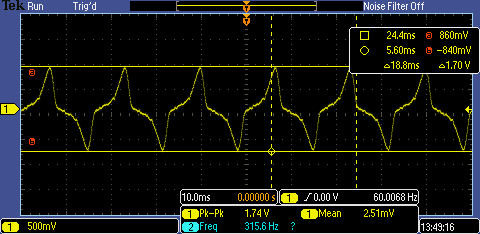 Tek Run Trig'd Noise Filter Off
24.4ms 860mV
5.60ms −840mV
△18.8ms △1.70 V
1
10.0ms 0.00000 s 1 0.00 V 60.0068 Hz
1 Pk–Pk 1.74 V 1 Mean 2.51mV
2 Freq 315.6 Hz ?
1 500mV 13:49:16